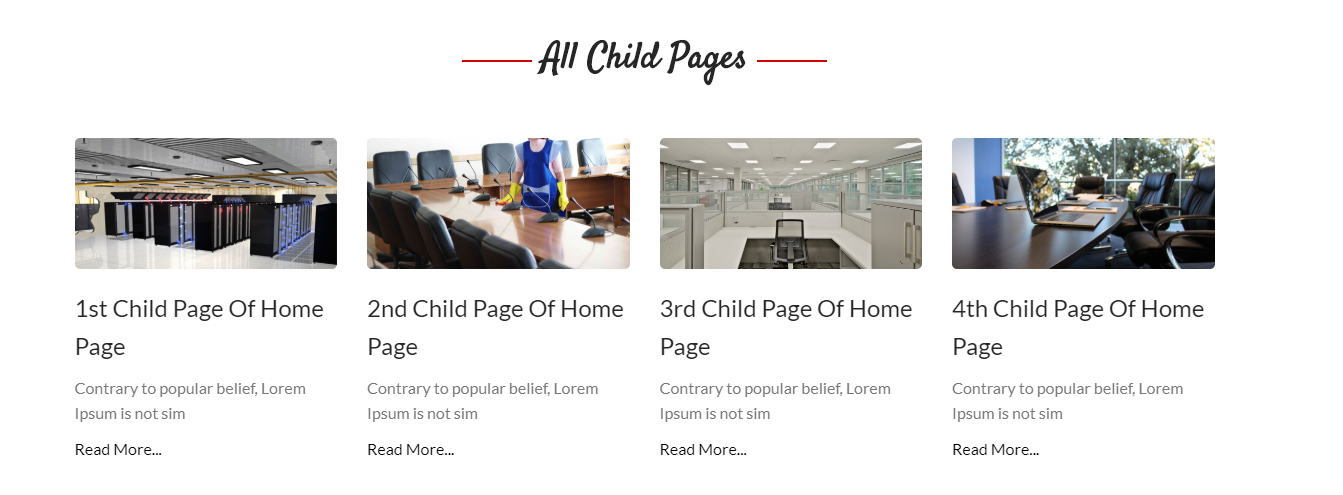 All Child Pages
1st Child Page Of Home
Page
Contrary to popular belief, Lorem
Ipsum is not sim
Read More...
2nd Child Page Of Home
Page
Contrary to popular belief, Lorem
Ipsum is not sim
Read More...
3rd Child Page Of Home
Page
Contrary to popular belief, Lorem
Ipsum is not sim
Read More...
4th Child Page Of Home
Page
Contrary to popular belief, Lorem
Ipsum is not sim
Read More...